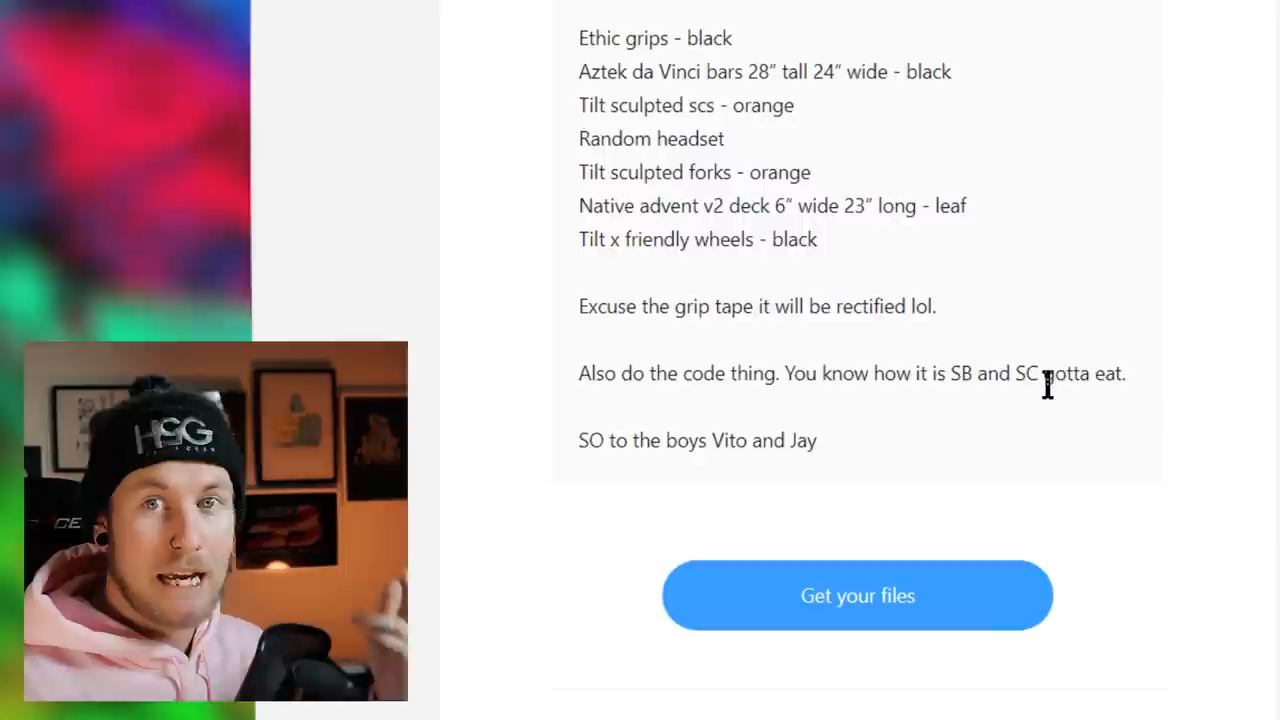 Ethic grips - black
Aztek da Vinci bars 28” tall 24” wide - black
Tilt sculpted scs - orange
Random headset
Tilt sculpted forks - orange
Native advent v2 deck 6” wide 23” long - leaf
Tilt x friendly wheels - black
Excuse the grip tape it will be rectified lol.
Also do the code thing. You know how it is SB and SC gotta eat.
SO to the boys Vito and Jay
HSG
CE
Get your files